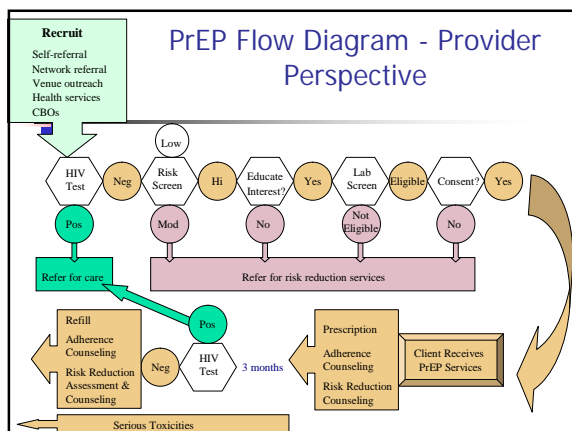 Recruit
Self-referral
Network referral
Venue outreach
Health services
CBOs
PrEP Flow Diagram - Provider
Perspective
Low
HIV
Test
Neg
Risk
Screen
Hi
Educate
Interest?
Yes
Lab
Screen
Eligible
Consent?
Yes
Pos
Mod
No
Not
Eligible
No
Refer for care
Refer for risk reduction services
Refill
Adherence
Counseling
Risk Reduction
Assessment &
Counseling
Neg
Pos
HIV
Test
3 months
Prescription
Adherence
Counseling
Risk Reduction
Counseling
Client Receives
PrEP Services
Serious Toxicities